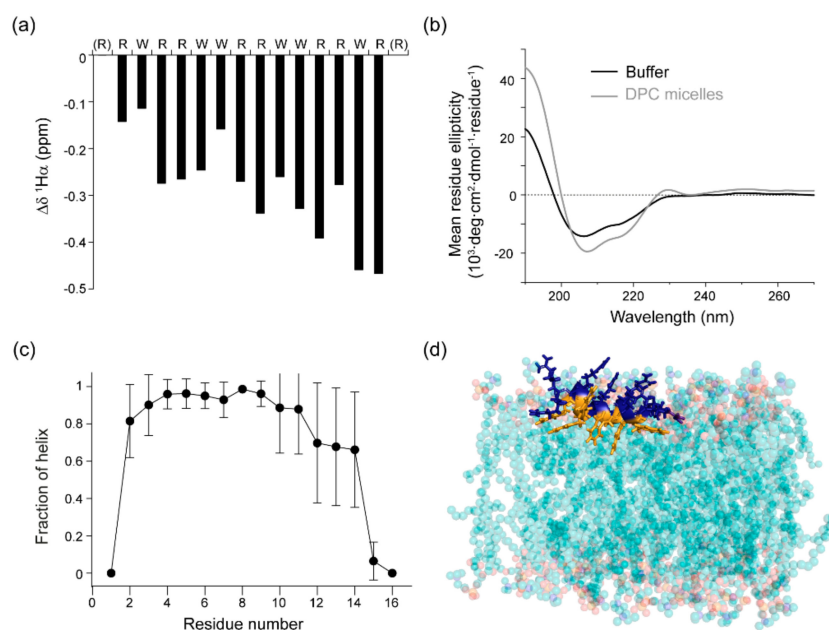 (a)
(R) R W R R W W R R W W R R W R (R)
0
-0.1
-0.2
-0.3
-0.4
-0.5
Δδ ¹Hα (ppm)
(b)
Buffer
DPC micelles
40
20
0
-20
Mean residue ellipticity
(10³·deg·cm²·dmol⁻¹·residue⁻¹)
200 220 240 260
Wavelength (nm)
(c)
1
0.8
0.6
0.4
0.2
0
Fraction of helix
0 2 4 6 8 10 12 14 16
Residue number
(d)